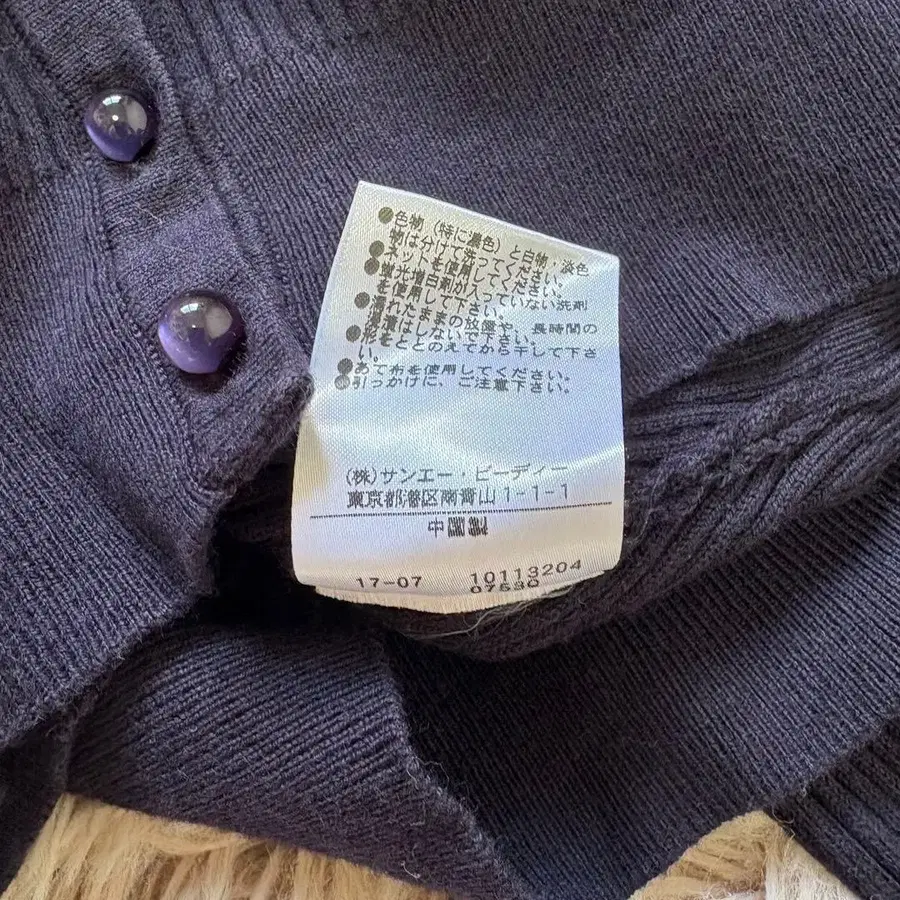 ●色物（特に濃色）と白物・淡色
物は分けて洗ってください。
●ネットを使用してください。
●蛍光増白剤が入っていない洗剤
を使用して下さい。
●濡れたままの放置や、長時間の
浸漬はしないで下さい。
●形をととのえてから干して下さ
い。
●あて布を使用してください。
●引っかけに、ご注意下さい。
(株)サンエー・ビーディー
東京都港区南青山1-1-1
中国製
17-07 10113204